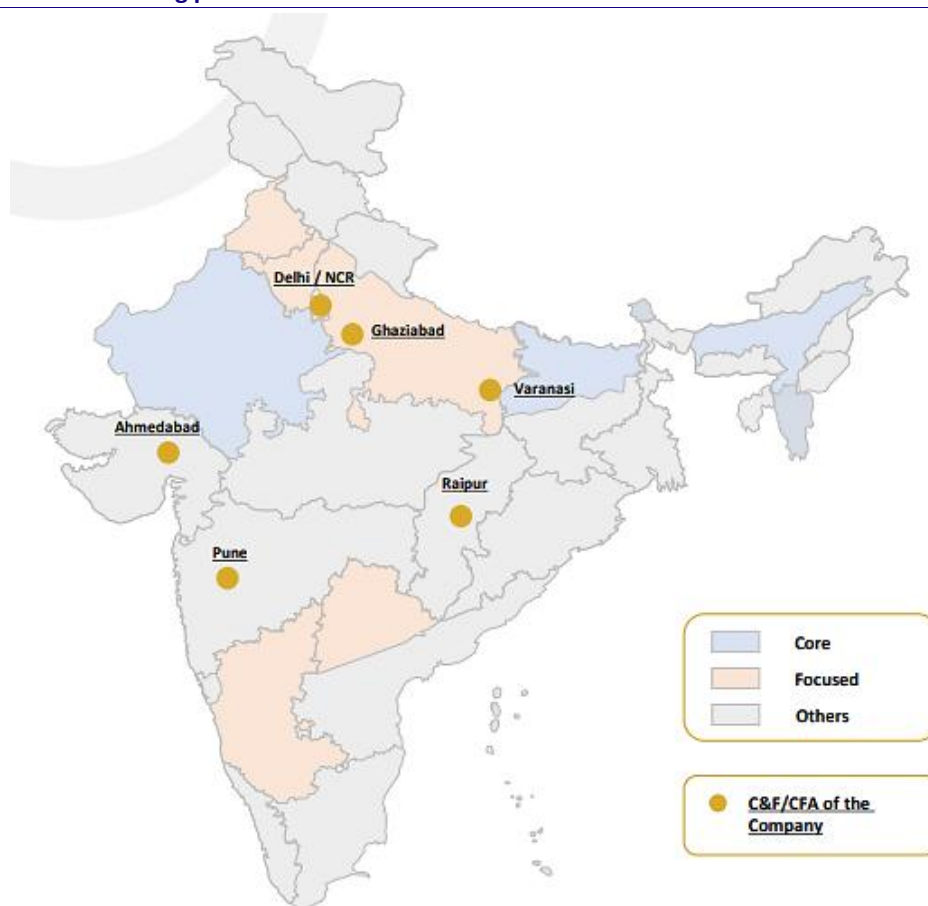 Delhi / NCR
Ghaziabad
Varanasi
Ahmedabad
Raipur
Pune
Core
Focused
Others
C&F/CFA of the
Company